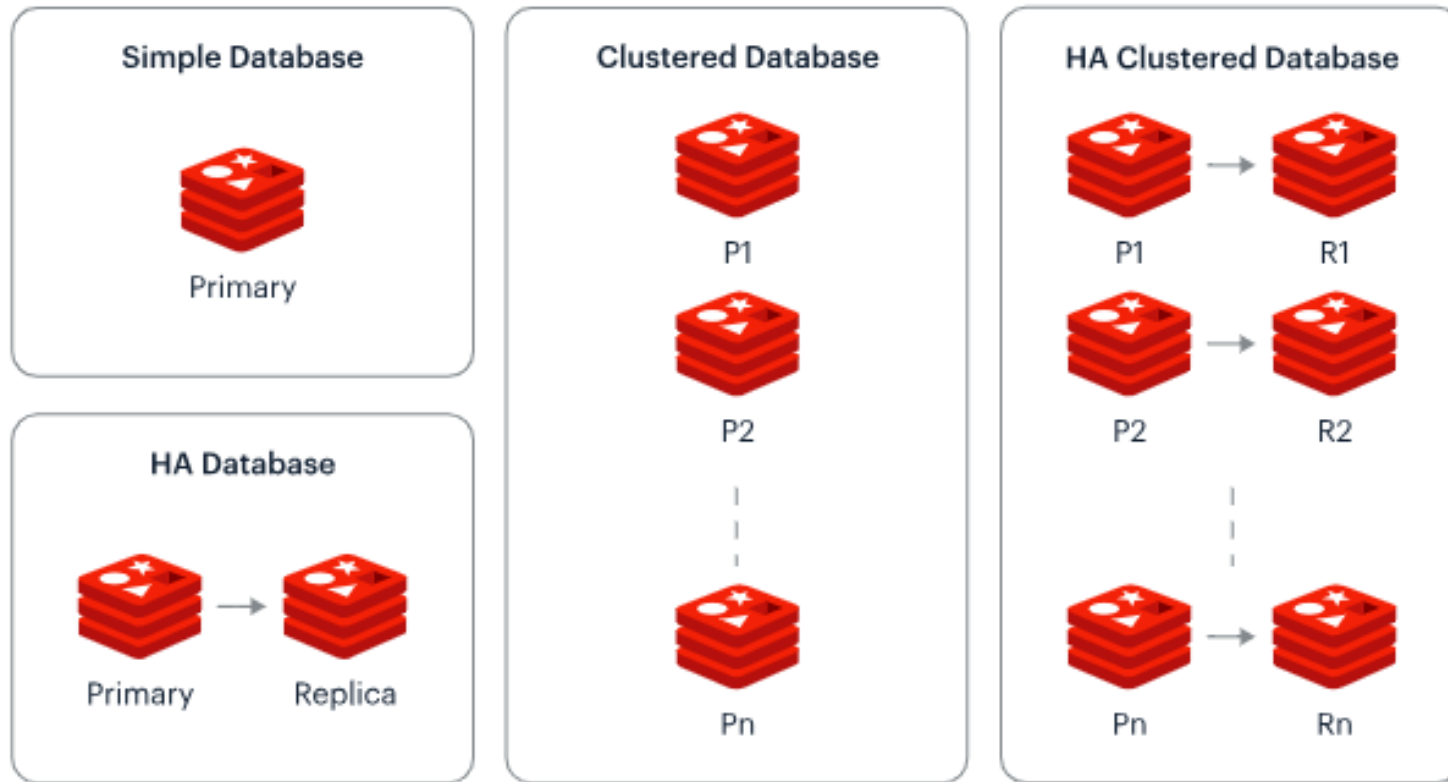 Simple Database
Primary
HA Database
Primary
Replica
Clustered Database
P1
P2
Pn
HA Clustered Database
P1
R1
P2
R2
Pn
Rn